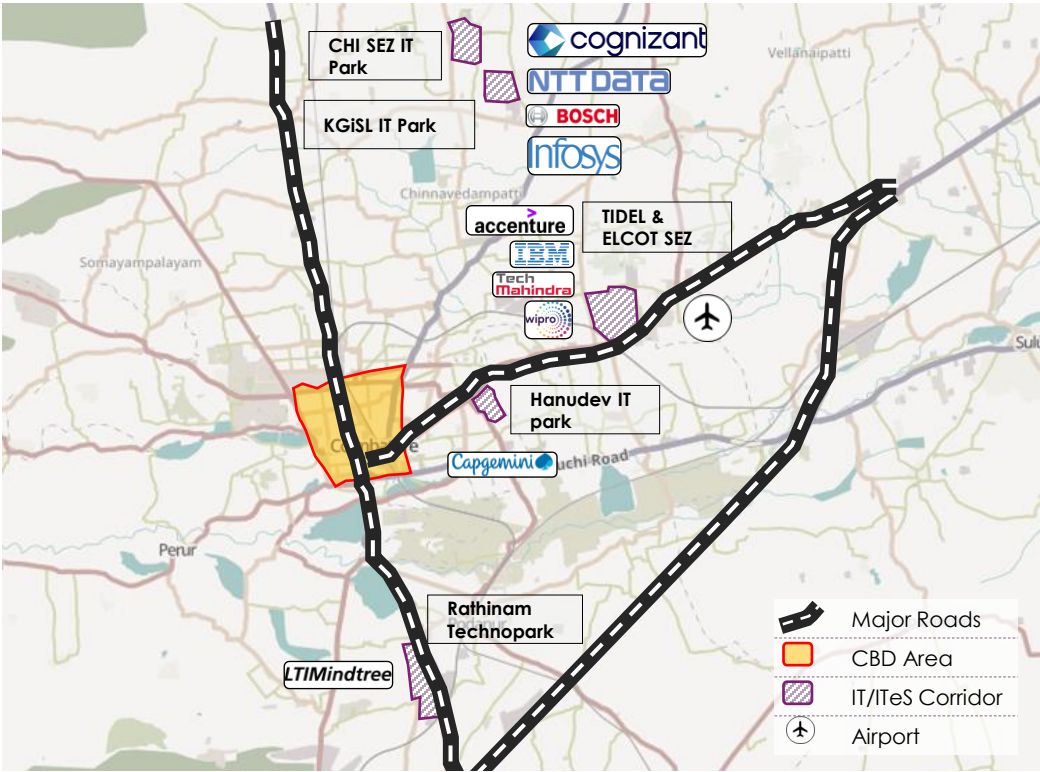 CHI SEZ IT
Park
cognizant
Vellanaipatti
NTT DATA
KGiSL IT Park
BOSCH
Infosys
Chinnavedampatti
accenture
TIDEL &
ELCOT SEZ
IBM
Tech
Mahindra
Somayampalayam
wipro
Hanudev IT
park
Capgemini
Road
Perur
Rathinam
Technopark
LTIMindtree
Major Roads
CBD Area
IT/ITeS Corridor
Airport